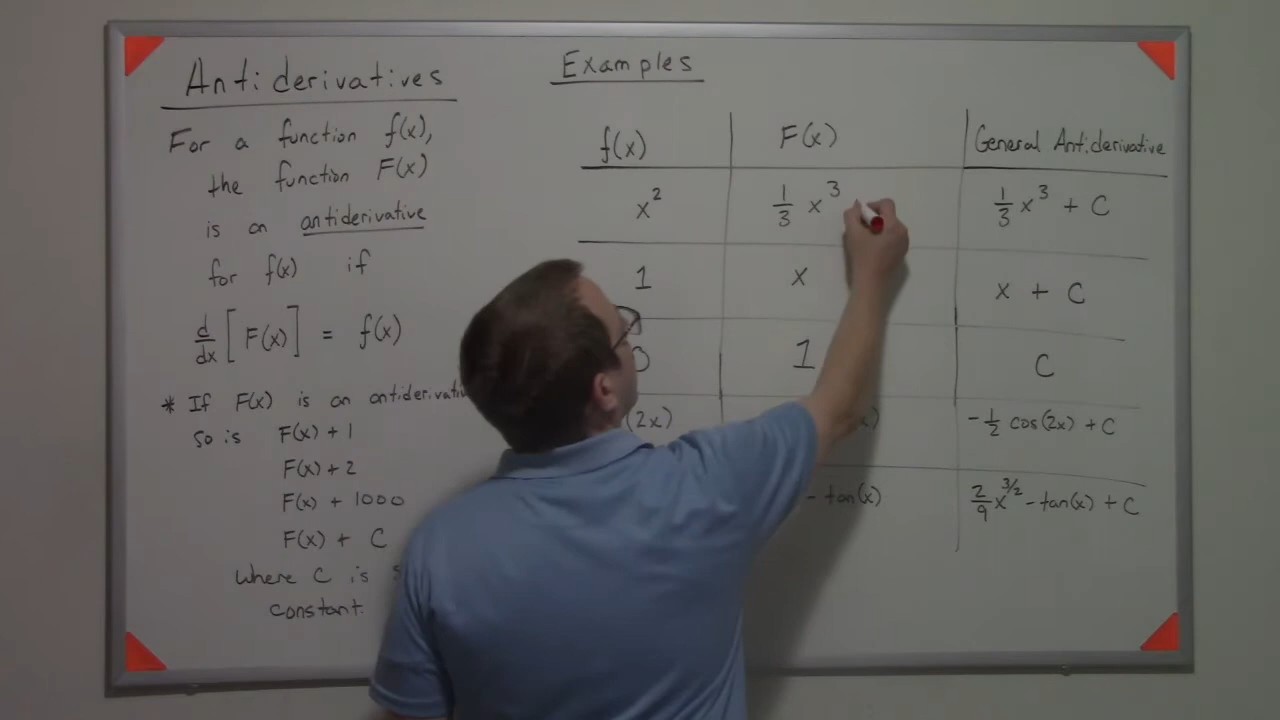 Antiderivatives
For a function f(x),
the function F(x)
is an antiderivative
for f(x) if
d/dx [F(x)] = f(x)
* If F(x) is an
so is F(x) + 1
F(x) + 2
F(x) + 1000
F(x) + C
where C is
constant.
Examples
f(x) F(x) General Antiderivative
x² 1/3 x³ 1/3 x³ + C
1 x x + C
1 C
(2x) x) -1/2 cos(2x) + C
- tan(x) 2/9 x^3/2 - tan(x) + C